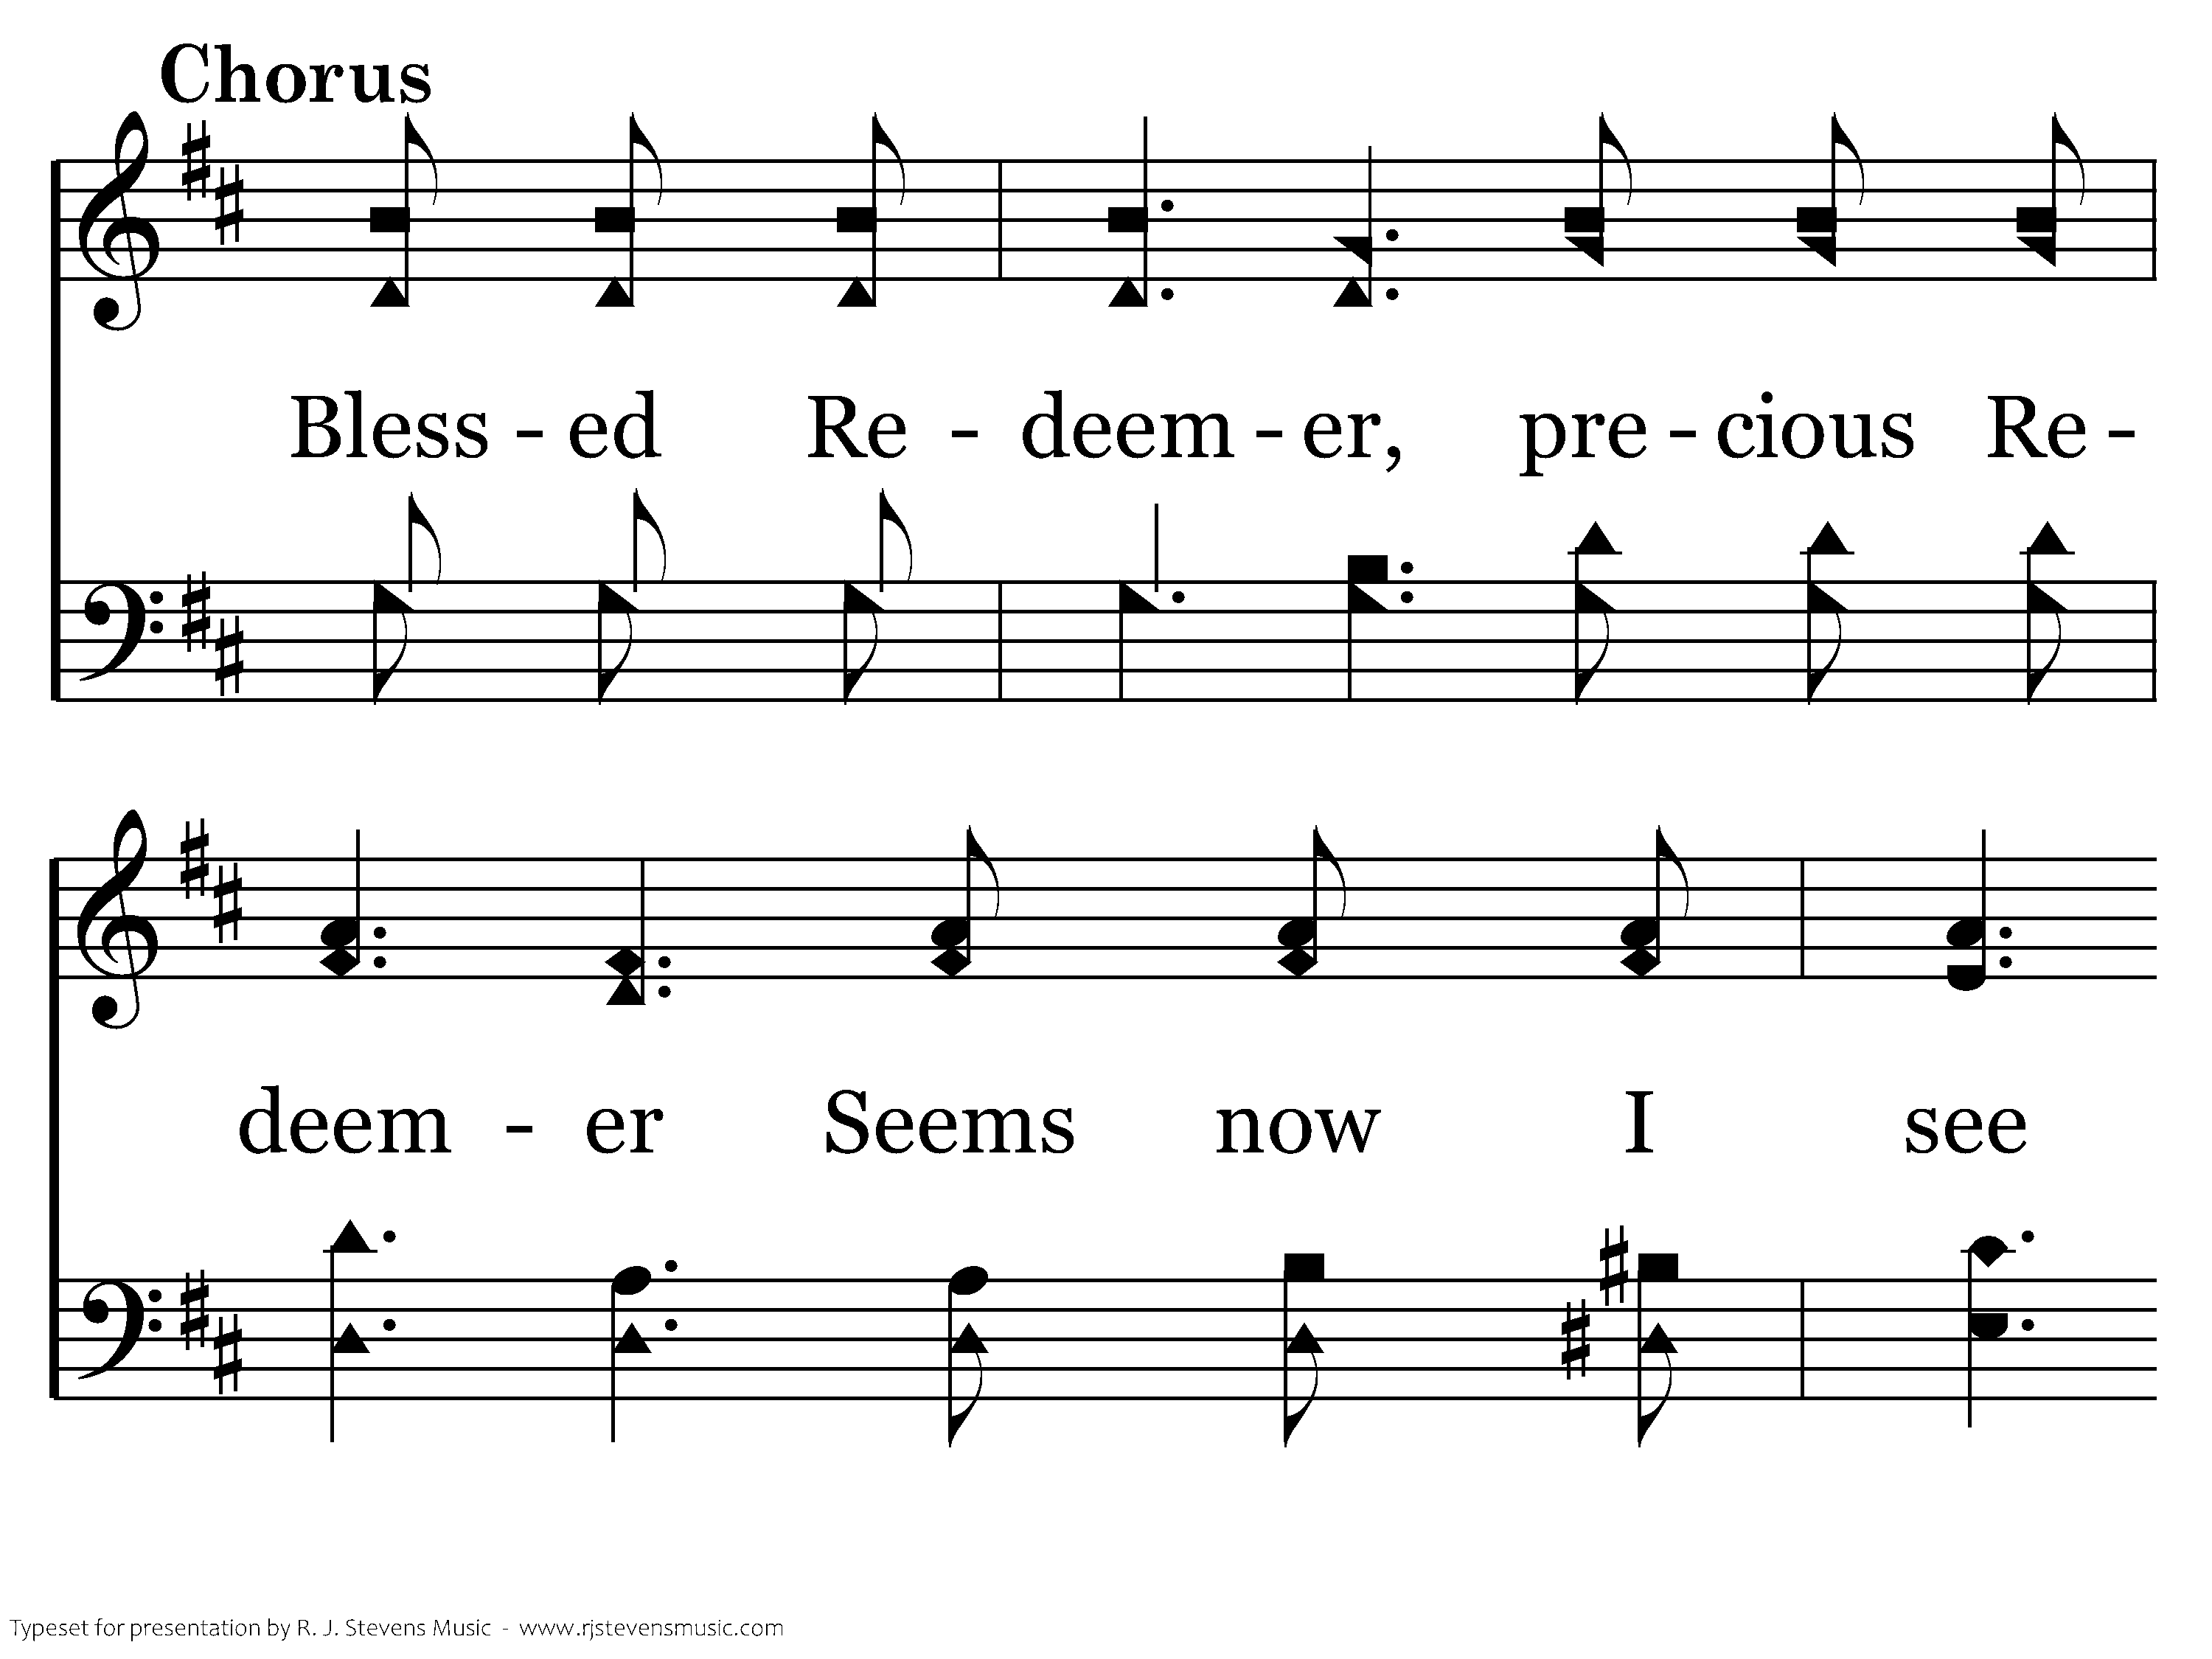 Chorus
Bless - ed Re - deem - er, pre - cious Re -
deem - er Seems now I see
Typeset for presentation by R. J. Stevens Music - www.rjstevensmusic.com